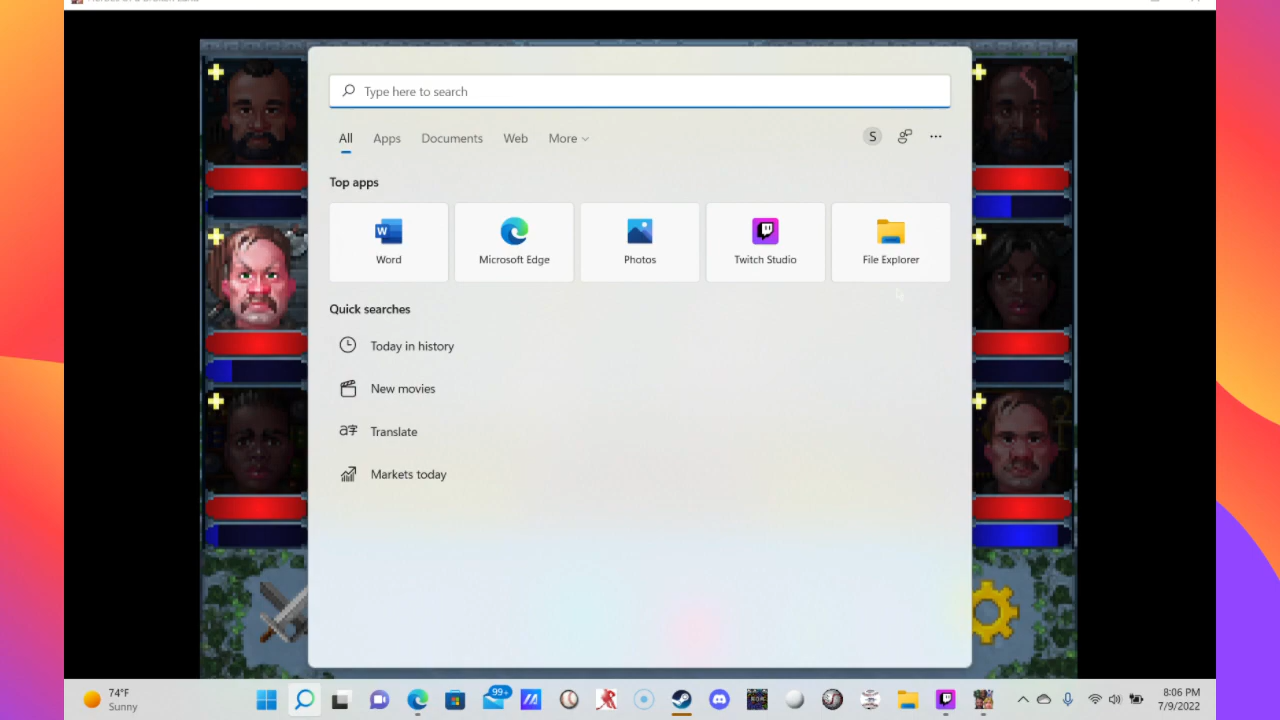 Type here to search
All Apps Documents Web More
S
Top apps
Word Microsoft Edge Photos Twitch Studio File Explorer
Quick searches
Today in history
New movies
Translate
Markets today
74°F
Sunny
99+
8:06 PM
7/9/2022